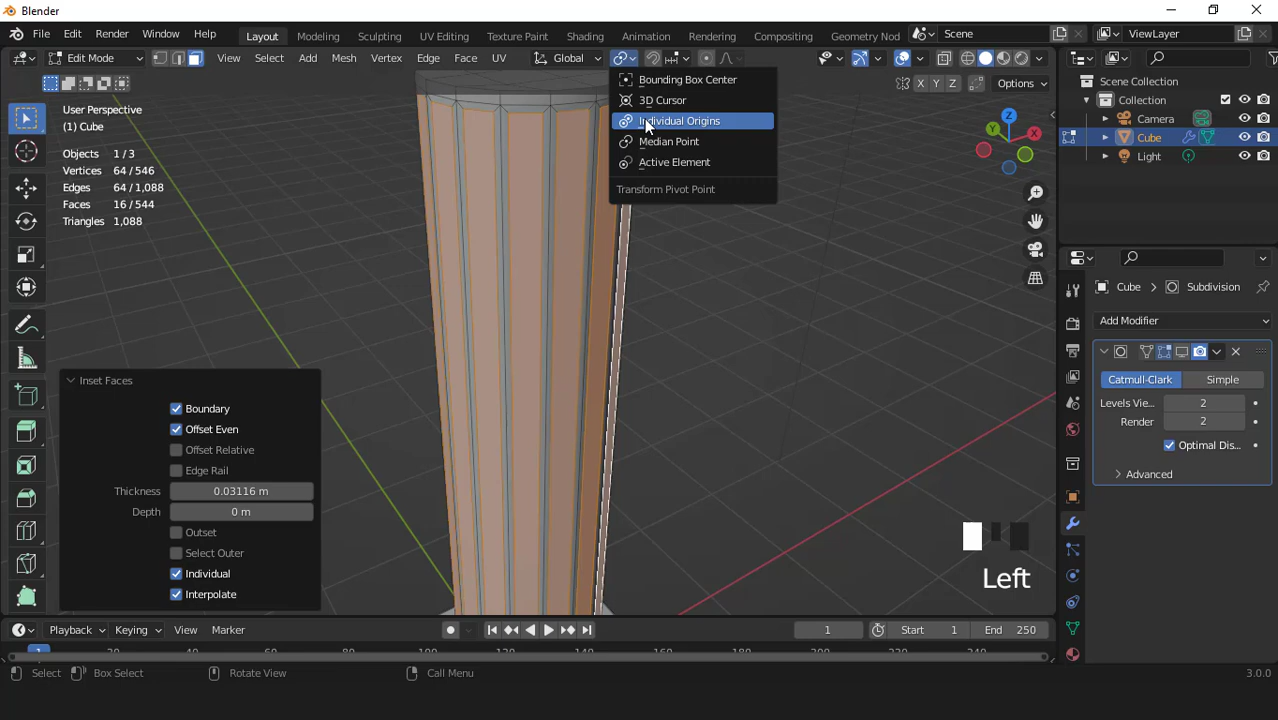 Blender
File Edit Render Window Help Layout Modeling Sculpting UV Editing Texture Paint Shading Animation Rendering Compositing Geometry Nod Scene ViewLayer
Edit Mode View Select Add Mesh Vertex Edge Face UV Global
Options
User Perspective
(1) Cube
Objects 1 / 3
Vertices 64 / 546
Edges 64 / 1,088
Faces 16 / 544
Triangles 1,088
Bounding Box Center
3D Cursor
Individual Origins
Median Point
Active Element
Transform Pivot Point
Z
Y
X
Scene Collection
Collection
Camera
Cube
Light
Cube > Subdivision
Add Modifier
Catmull-Clark Simple
Levels Vie... 2
Render 2
Optimal Dis...
Advanced
Inset Faces
Boundary
Offset Even
Offset Relative
Edge Rail
Thickness 0.03116 m
Depth 0 m
Outset
Select Outer
Individual
Interpolate
Left
Playback Keying View Marker 1 Start 1 End 250
Select Box Select Rotate View Call Menu 3.0.0